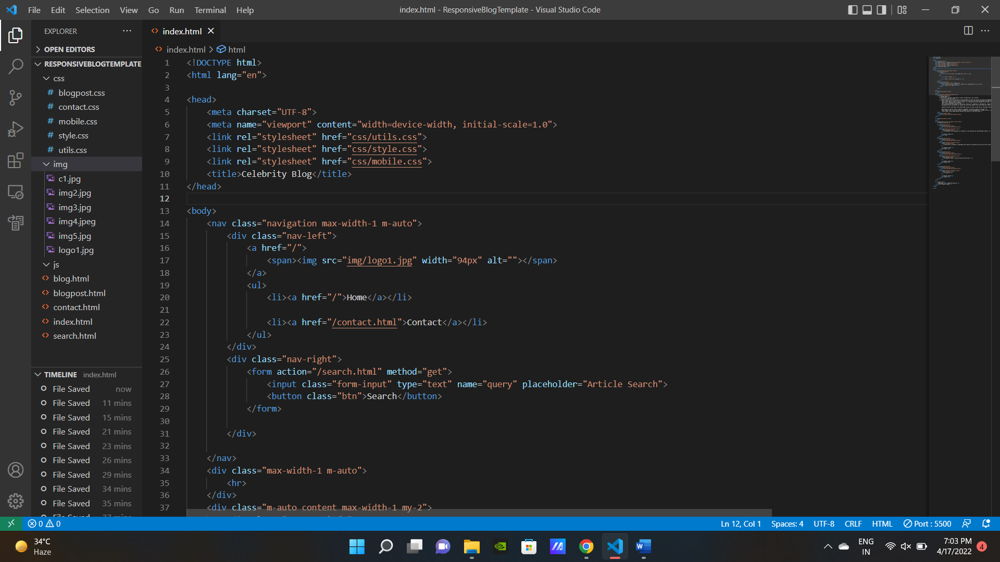 File Edit Selection View Go Run Terminal Help
index.html - ResponsiveBlogTemplate - Visual Studio Code
EXPLORER
OPEN EDITORS
RESPONSIVEBLOGTEMPLATE
css
blogpost.css
contact.css
mobile.css
style.css
utils.css
img
c1.jpg
img2.jpg
img3.jpg
img4.jpeg
img5.jpg
logo1.jpg
js
blog.html
blogpost.html
contact.html
index.html
search.html
TIMELINE index.html
File Saved now
File Saved 11 mins
File Saved 15 mins
File Saved 21 mins
File Saved 23 mins
File Saved 26 mins
File Saved 29 mins
File Saved 34 mins
File Saved 35 mins
File Saved 37 mins
index.html
index.html > html
1 <!DOCTYPE html>
2 <html lang="en">
3
4 <head>
5 <meta charset="UTF-8">
6 <meta name="viewport" content="width=device-width, initial-scale=1.0">
7 <link rel="stylesheet" href="css/utils.css">
8 <link rel="stylesheet" href="css/style.css">
9 <link rel="stylesheet" href="css/mobile.css">
10 <title>Celebrity Blog</title>
11 </head>
12
13 <body>
14 <nav class="navigation max-width-1 m-auto">
15 <div class="nav-left">
16 <a href="/">
17 <span><img src="img/logo1.jpg" width="94px" alt=""></span>
18 </a>
19 <ul>
20 <li><a href="/">Home</a></li>
21
22 <li><a href="/contact.html">Contact</a></li>
23 </ul>
24 </div>
25 <div class="nav-right">
26 <form action="/search.html" method="get">
27 <input class="form-input" type="text" name="query" placeholder="Article Search">
28 <button class="btn">Search</button>
29 </form>
30
31 </div>
32
33 </nav>
34 <div class="max-width-1 m-auto">
35 <hr>
36 </div>
37 <div class="m-auto content max-width-1 my-2">
0 0
Ln 12, Col 1 Spaces: 4 UTF-8 CRLF HTML Port : 5500
34°C
Haze
ENG
IN
7:03 PM
4/17/2022
4